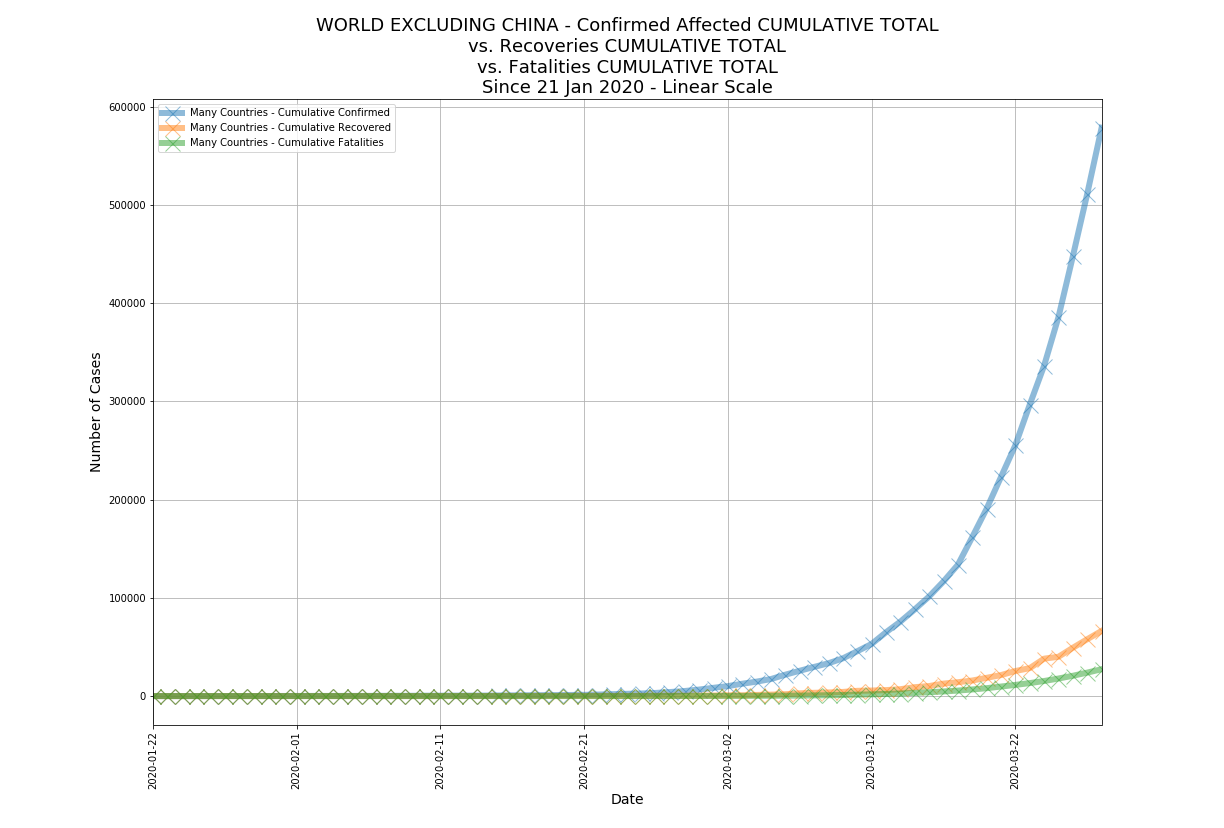 WORLD EXCLUDING CHINA - Confirmed Affected CUMULATIVE TOTAL
vs. Recoveries CUMULATIVE TOTAL
vs. Fatalities CUMULATIVE TOTAL
Since 21 Jan 2020 - Linear Scale
Many Countries - Cumulative Confirmed
Many Countries - Cumulative Recovered
Many Countries - Cumulative Fatalities
Number of Cases
600000
500000
400000
300000
200000
100000
0
2020-01-22
2020-02-01
2020-02-11
2020-02-21
2020-03-02
2020-03-12
2020-03-22
Date